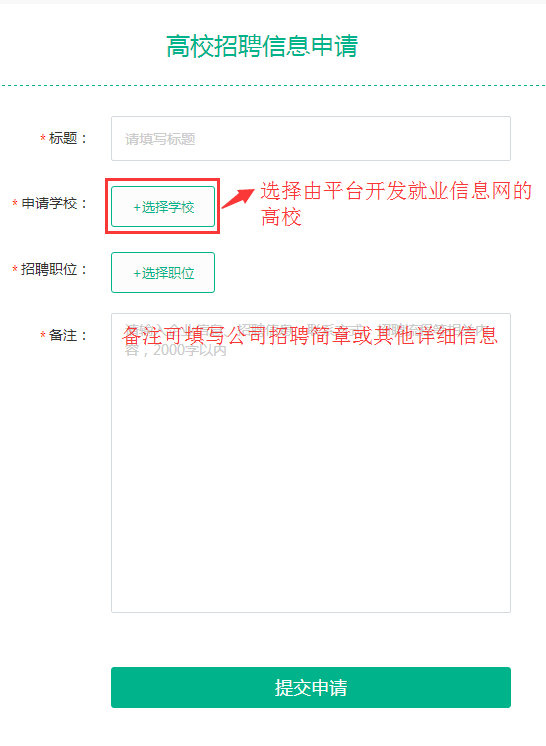 高校招聘信息申请
* 标题：
请填写标题
* 申请学校：
+选择学校
选择由平台开发就业信息网的
高校
* 招聘职位：
+选择职位
* 备注：
备注可填写公司招聘简章或其他详细信息
容，2000字以内
提交申请